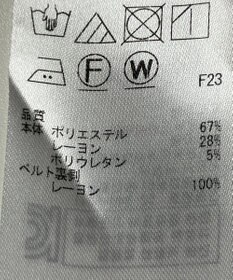 F23
品質
本体 ポリエステル 67%
レーヨン 28%
ポリウレタン 5%
ベルト裏別
レーヨン 100%